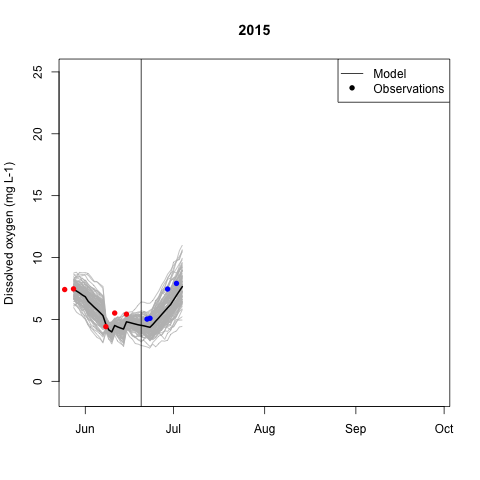 2015
Model
Observations
Dissolved oxygen (mg L-1)
25
20
15
10
5
0
Jun
Jul
Aug
Sep
Oct